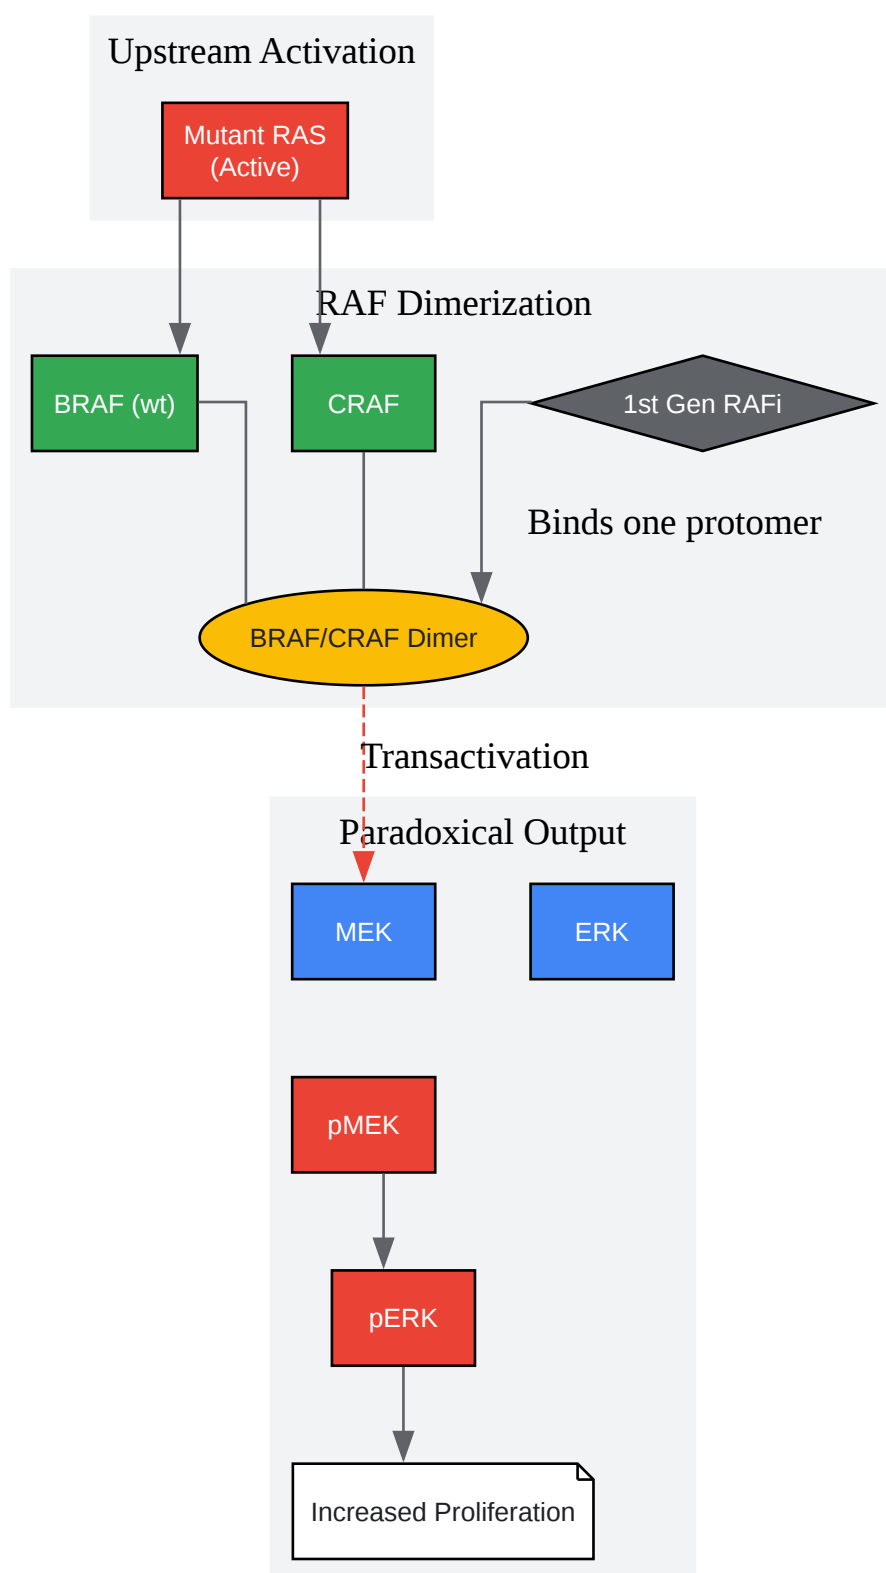 Upstream Activation
Mutant RAS
(Active)
RAF Dimerization
BRAF (wt)
CRAF
1st Gen RAFi
Binds one protomer
BRAF/CRAF Dimer
Transactivation
Paradoxical Output
MEK
ERK
pMEK
pERK
Increased Proliferation